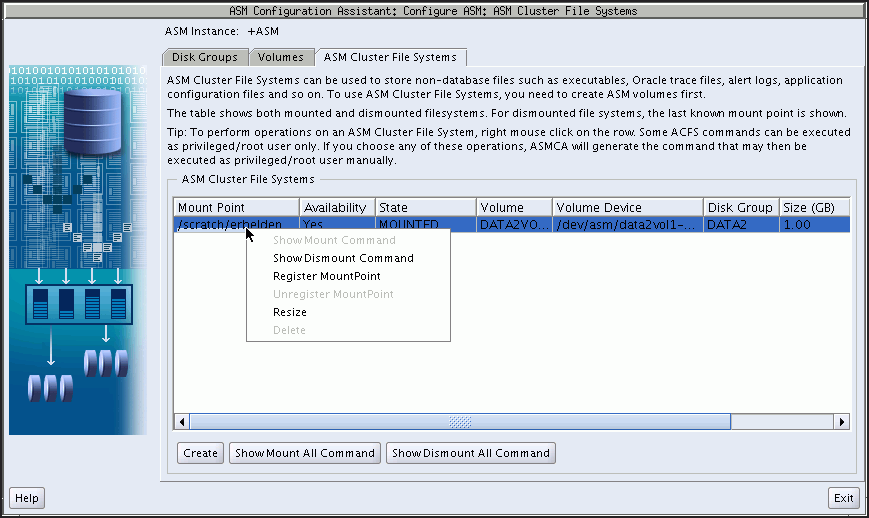 ASM Configuration Assistant: Configure ASM: ASM Cluster File Systems
ASM Instance: +ASM
Disk Groups Volumes ASM Cluster File Systems
ASM Cluster File Systems can be used to store non-database files such as executables, Oracle trace files, alert logs, application
configuration files and so on. To use ASM Cluster File Systems, you need to create ASM volumes first.
The table shows both mounted and dismounted filesystems. For dismounted file systems, the last known mount point is shown.
Tip: To perform operations on an ASM Cluster File System, right mouse click on the row. Some ACFS commands can be executed
as privileged/root user only. If you choose any of these operations, ASMCA will generate the command that may then be
executed as privileged/root user manually.
ASM Cluster File Systems
Mount Point Availability State Volume Volume Device Disk Group Size (GB)
/scratch/erbelden Yes MOUNTED DATA2VO... /dev/asm/data2vol1-... DATA2 1.00
Show Mount Command
Show Dismount Command
Register MountPoint
Unregister MountPoint
Resize
Delete
Create Show Mount All Command Show Dismount All Command
Help Exit